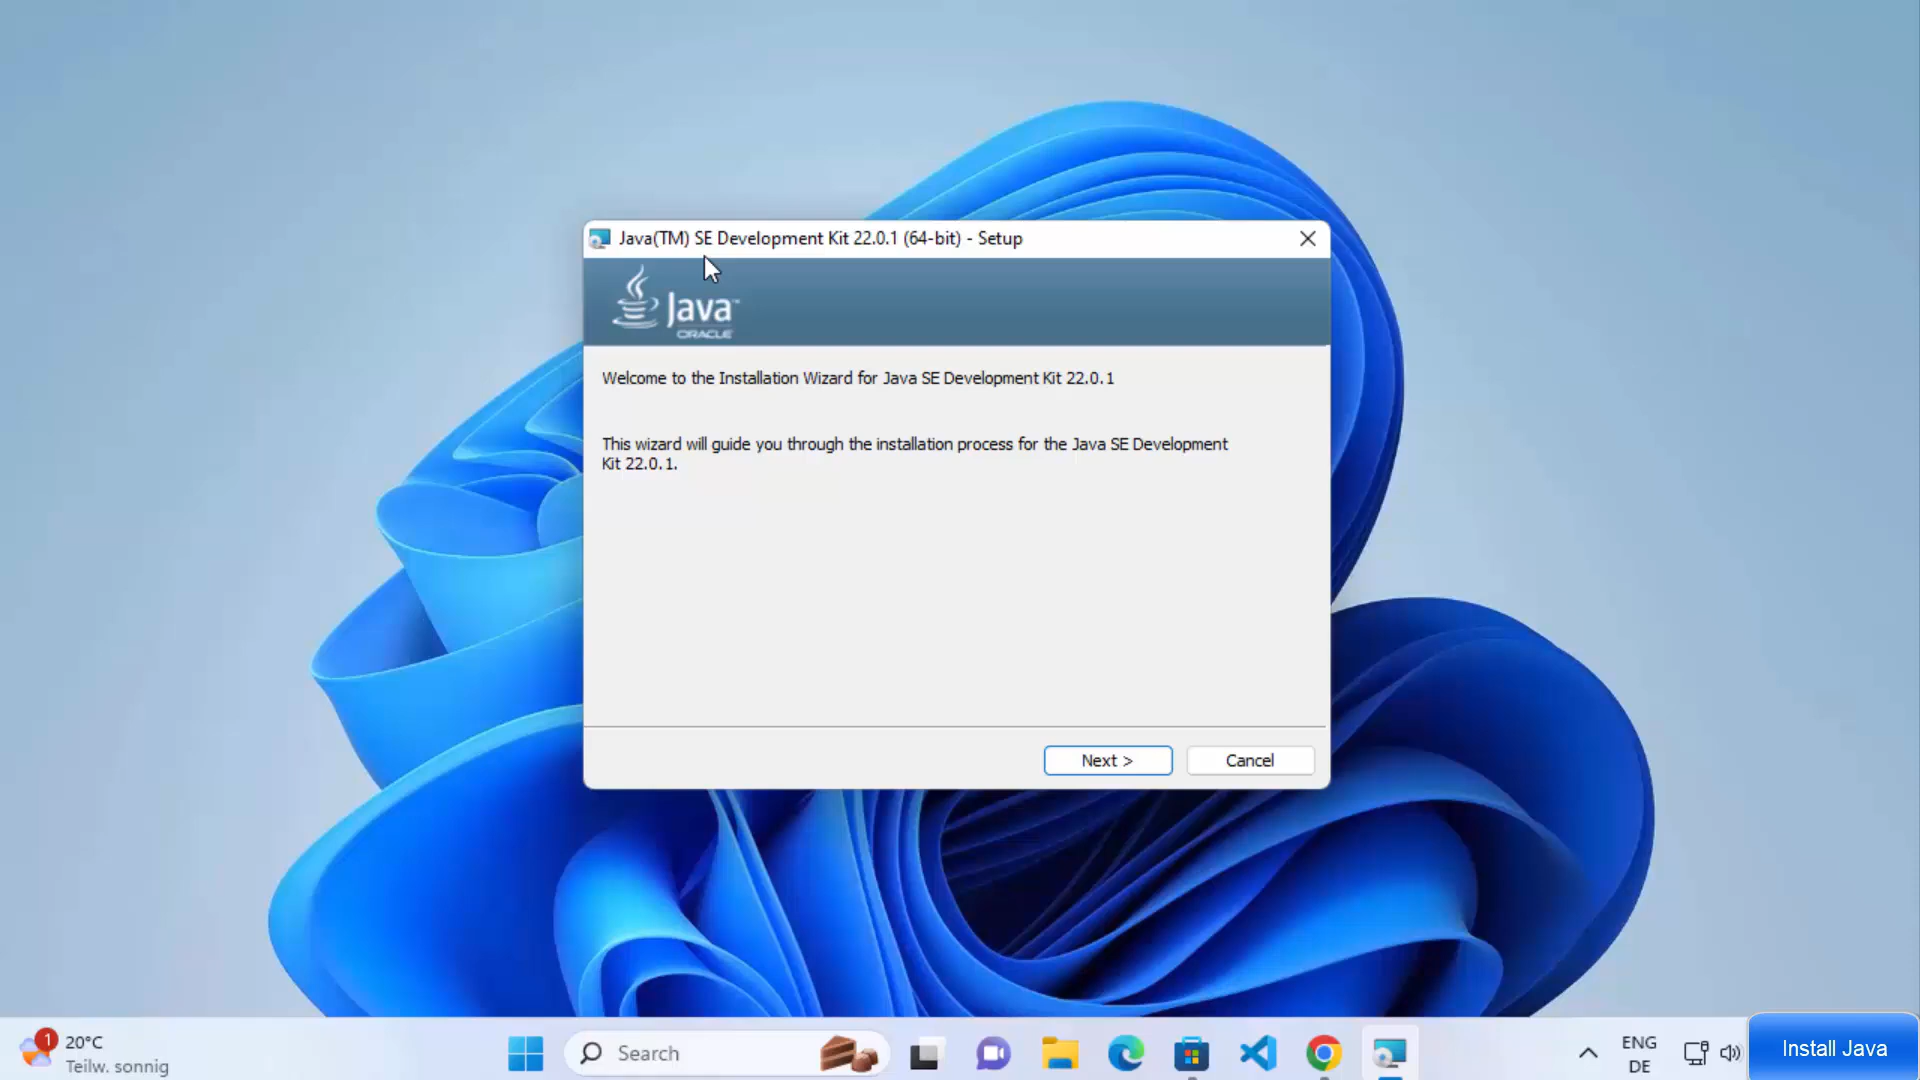 Java(TM) SE Development Kit 22.0.1 (64-bit) - Setup
Java™
ORACLE
Welcome to the Installation Wizard for Java SE Development Kit 22.0.1
This wizard will guide you through the installation process for the Java SE Development
Kit 22.0.1.
Next >
Cancel
1
20°C
Teilw. sonnig
Search
ENG
DE
Install Java